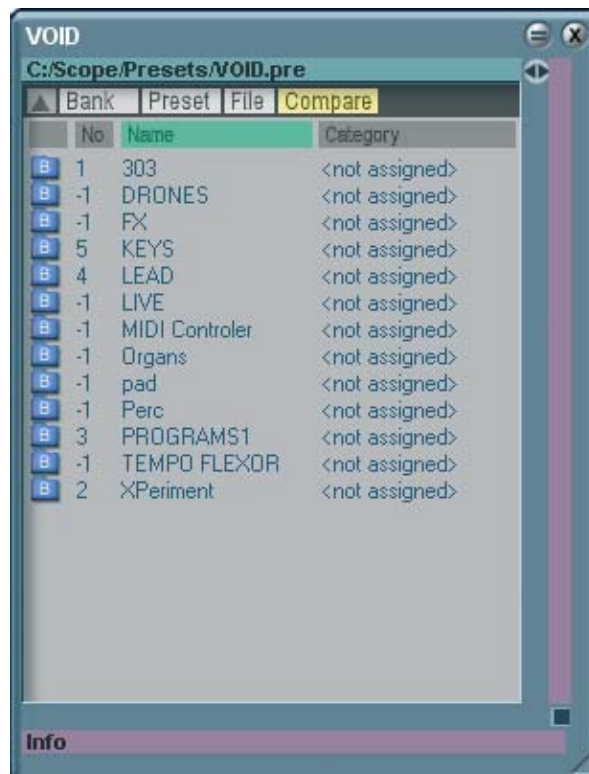 VOID
C:/Scope/Presets/VOID.pre
Bank Preset File Compare
No Name Category
B 1 303 <not assigned>
B -1 DRONES <not assigned>
B -1 FX <not assigned>
B 5 KEYS <not assigned>
B 4 LEAD <not assigned>
B -1 LIVE <not assigned>
B -1 MIDI Controler <not assigned>
B -1 Organs <not assigned>
B -1 pad <not assigned>
B -1 Perc <not assigned>
B 3 PROGRAMS1 <not assigned>
B -1 TEMPO FLEXOR <not assigned>
B 2 XPeriment <not assigned>
Info